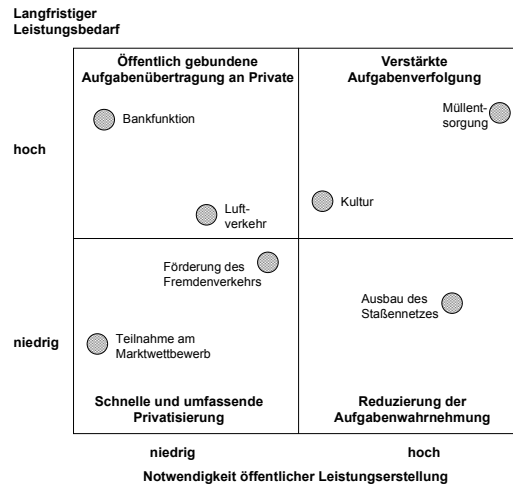 Langfristiger
Leistungsbedarf
Öffentlich gebundene
Aufgabenübertragung an Private
Verstärkte
Aufgabenverfolgung
Bankfunktion
Müllent-
sorgung
hoch
Luft-
verkehr
Kultur
Förderung des
Fremdenverkehrs
Ausbau des
Staßennetzes
niedrig
Teilnahme am
Marktwettbewerb
Schnelle und umfassende
Privatisierung
Reduzierung der
Aufgabenwahrnehmung
niedrig
hoch
Notwendigkeit öffentlicher Leistungserstellung